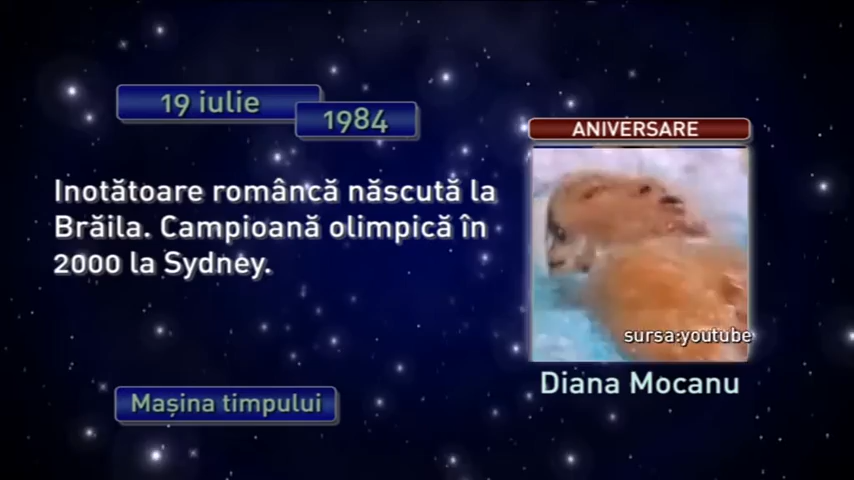 19 iulie
1984
Inotătoare româncă născută la
Brăila. Campioană olimpică în
2000 la Sydney.
Mașina timpului
ANIVERSARE
sursa:youtube
Diana Mocanu